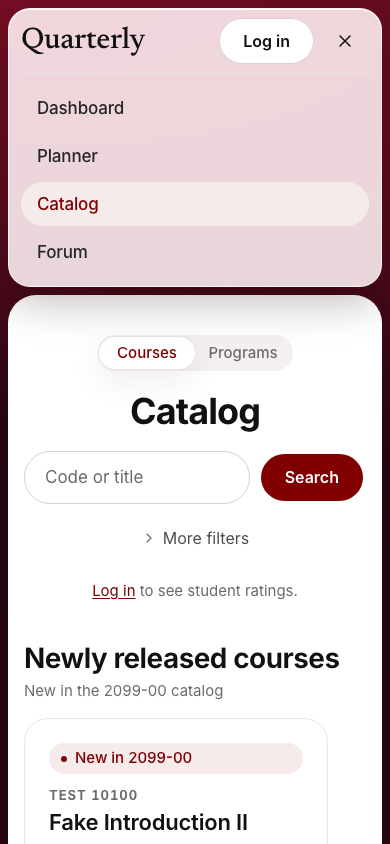 Quarterly
Log in
Dashboard
Planner
Catalog
Forum
Courses Programs
Catalog
Code or title Search
More filters
Log in to see student ratings.
Newly released courses
New in the 2099-00 catalog
New in 2099-00
TEST 10100
Fake Introduction II